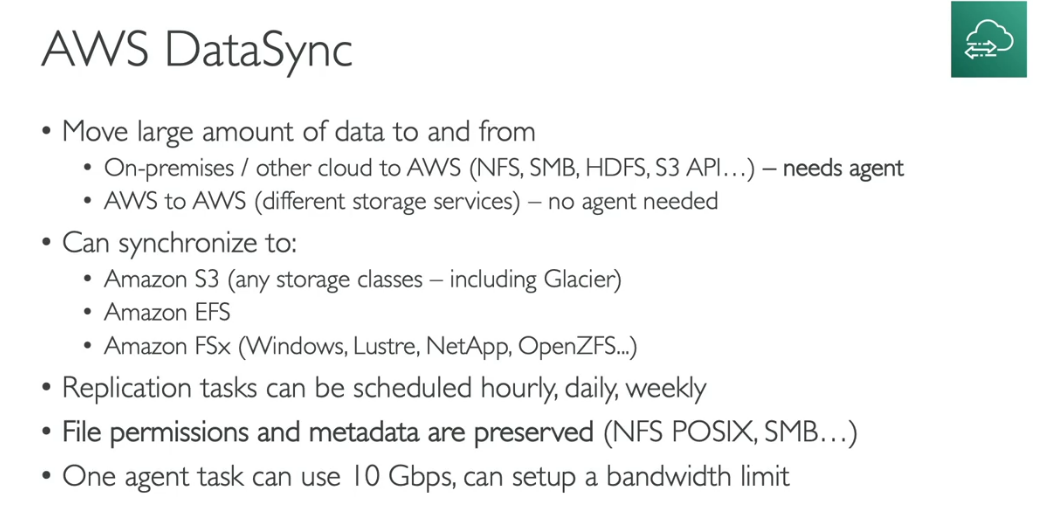 AWS DataSync
• Move large amount of data to and from
• On-premises / other cloud to AWS (NFS, SMB, HDFS, S3 API…) – needs agent
• AWS to AWS (different storage services) – no agent needed
• Can synchronize to:
• Amazon S3 (any storage classes – including Glacier)
• Amazon EFS
• Amazon FSx (Windows, Lustre, NetApp, OpenZFS...)
• Replication tasks can be scheduled hourly, daily, weekly
• File permissions and metadata are preserved (NFS POSIX, SMB…)
• One agent task can use 10 Gbps, can setup a bandwidth limit